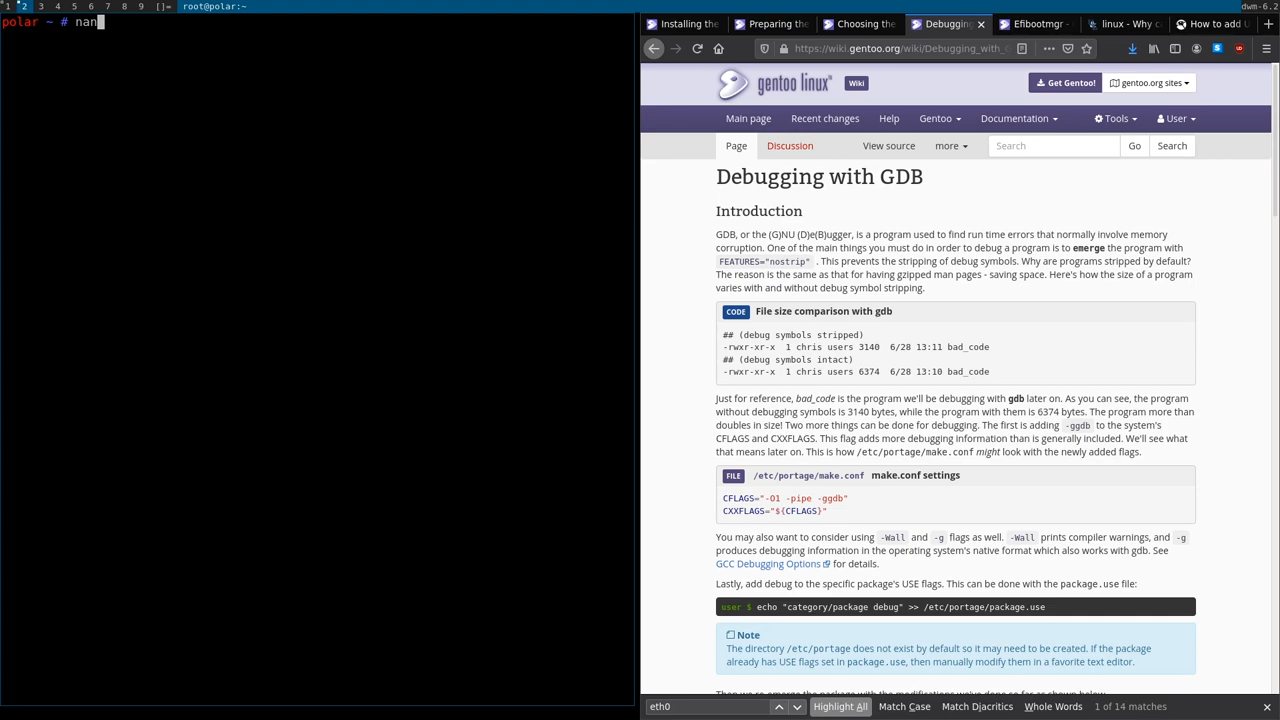 1 2 3 4 5 6 7 8 9 []= root@polar:~ dwm-6.2
polar ~ # nan
Installing the Preparing the Choosing the Debugging Efibootmgr - linux - Why c How to add U
https://wiki.gentoo.org/wiki/Debugging_with_
gentoo linux Wiki Get Gentoo! gentoo.org sites
Main page Recent changes Help Gentoo Documentation Tools User
Page Discussion View source more Search Go Search
Debugging with GDB
Introduction
GDB, or the (G)NU (D)e(B)ugger, is a program used to find run time errors that normally involve memory
corruption. One of the main things you must do in order to debug a program is to emerge the program with
FEATURES="nostrip" . This prevents the stripping of debug symbols. Why are programs stripped by default?
The reason is the same as that for having gzipped man pages - saving space. Here's how the size of a program
varies with and without debug symbol stripping.
CODE File size comparison with gdb
## (debug symbols stripped)
-rwxr-xr-x 1 chris users 3140 6/28 13:11 bad_code
## (debug symbols intact)
-rwxr-xr-x 1 chris users 6374 6/28 13:10 bad_code
Just for reference, bad_code is the program we'll be debugging with gdb later on. As you can see, the program
without debugging symbols is 3140 bytes, while the program with them is 6374 bytes. The program more than
doubles in size! Two more things can be done for debugging. The first is adding -ggdb to the system's
CFLAGS and CXXFLAGS. This flag adds more debugging information than is generally included. We'll see what
that means later on. This is how /etc/portage/make.conf might look with the newly added flags.
FILE /etc/portage/make.conf make.conf settings
CFLAGS="-O1 -pipe -ggdb"
CXXFLAGS="${CFLAGS}"
You may also want to consider using -Wall and -g flags as well. -Wall prints compiler warnings, and -g
produces debugging information in the operating system's native format which also works with gdb. See
GCC Debugging Options for details.
Lastly, add debug to the specific package's USE flags. This can be done with the package.use file:
user $ echo "category/package debug" >> /etc/portage/package.use
Note
The directory /etc/portage does not exist by default so it may need to be created. If the package
already has USE flags set in package.use, then manually modify them in a favorite text editor.
eth0 Highlight All Match Case Match Diacritics Whole Words 1 of 14 matches